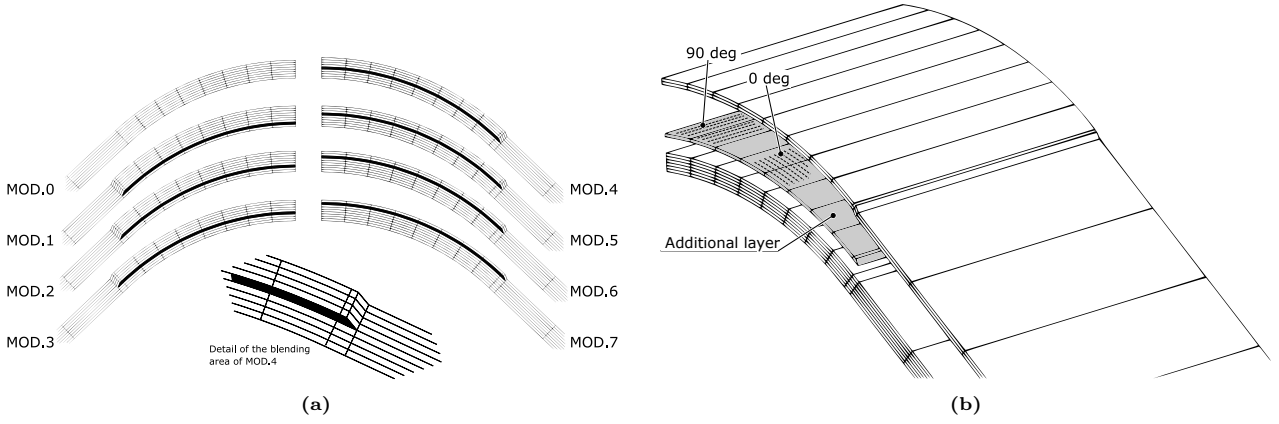 90 deg
0 deg
MOD.0
MOD.4
MOD.1
MOD.5
Additional layer
MOD.2
MOD.6
MOD.3
MOD.7
Detail of the blending
area of MOD.4
(a)
(b)